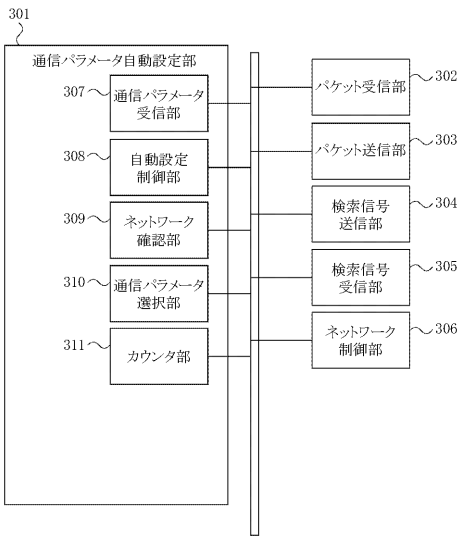 301
通信パラメータ自動設定部
307
通信パラメータ
受信部
308
自動設定
制御部
309
ネットワーク
確認部
310
通信パラメータ
選択部
311
カウンタ部
パケット受信部
302
パケット送信部
303
検索信号
送信部
304
検索信号
受信部
305
ネットワーク
制御部
306